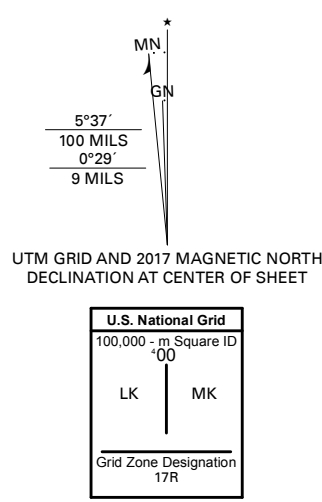 MN
GN
5°37´
100 MILS
0°29´
9 MILS
UTM GRID AND 2017 MAGNETIC NORTH
DECLINATION AT CENTER OF SHEET
U.S. National Grid
100,000 - m Square ID
⁴00
LK MK
Grid Zone Designation
17R